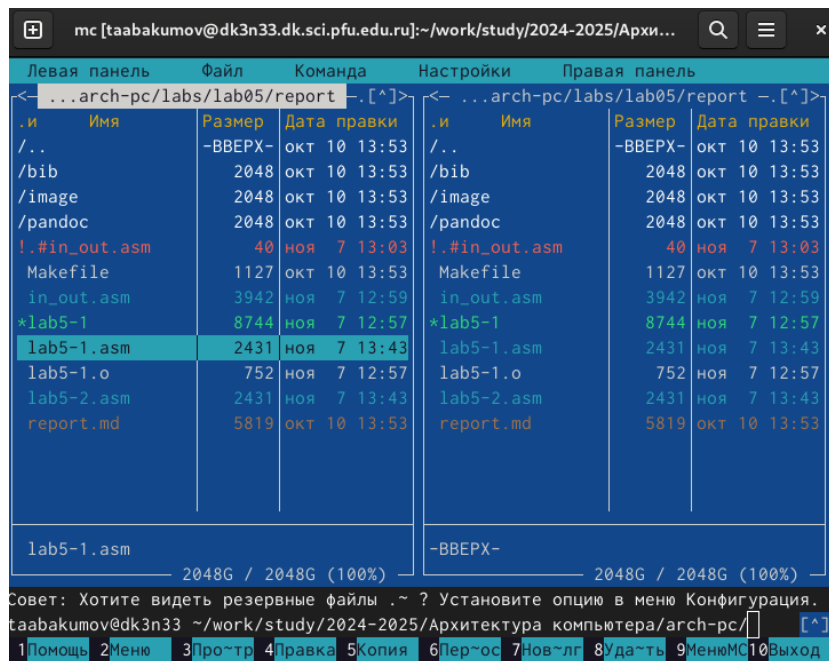 mc [taabakumov@dk3n33.dk.sci.pfu.edu.ru]:~/work/study/2024-2025/Архи...
Левая панель Файл Команда Настройки Правая панель
<— ...arch-pc/labs/lab05/report —.[^]> <— ...arch-pc/labs/lab05/report —.[^]>
.и Имя Размер Дата правки .и Имя Размер Дата правки
/.. -ВВЕРХ- окт 10 13:53 /.. -ВВЕРХ- окт 10 13:53
/bib 2048 окт 10 13:53 /bib 2048 окт 10 13:53
/image 2048 окт 10 13:53 /image 2048 окт 10 13:53
/pandoc 2048 окт 10 13:53 /pandoc 2048 окт 10 13:53
!.#in_out.asm 40 ноя 7 13:03 !.#in_out.asm 40 ноя 7 13:03
Makefile 1127 окт 10 13:53 Makefile 1127 окт 10 13:53
in_out.asm 3942 ноя 7 12:59 in_out.asm 3942 ноя 7 12:59
*lab5-1 8744 ноя 7 12:57 *lab5-1 8744 ноя 7 12:57
lab5-1.asm 2431 ноя 7 13:43 lab5-1.asm 2431 ноя 7 13:43
lab5-1.o 752 ноя 7 12:57 lab5-1.o 752 ноя 7 12:57
lab5-2.asm 2431 ноя 7 13:43 lab5-2.asm 2431 ноя 7 13:43
report.md 5819 окт 10 13:53 report.md 5819 окт 10 13:53
lab5-1.asm -ВВЕРХ-
2048G / 2048G (100%) 2048G / 2048G (100%)
Совет: Хотите видеть резервные файлы .~ ? Установите опцию в меню Конфигурация.
taabakumov@dk3n33 ~/work/study/2024-2025/Архитектура компьютера/arch-pc/ [^]
1Помощь 2Меню 3Про~тр 4Правка 5Копия 6Пер~ос 7Нов~лг 8Уда~ть 9МенюМС 10Выход